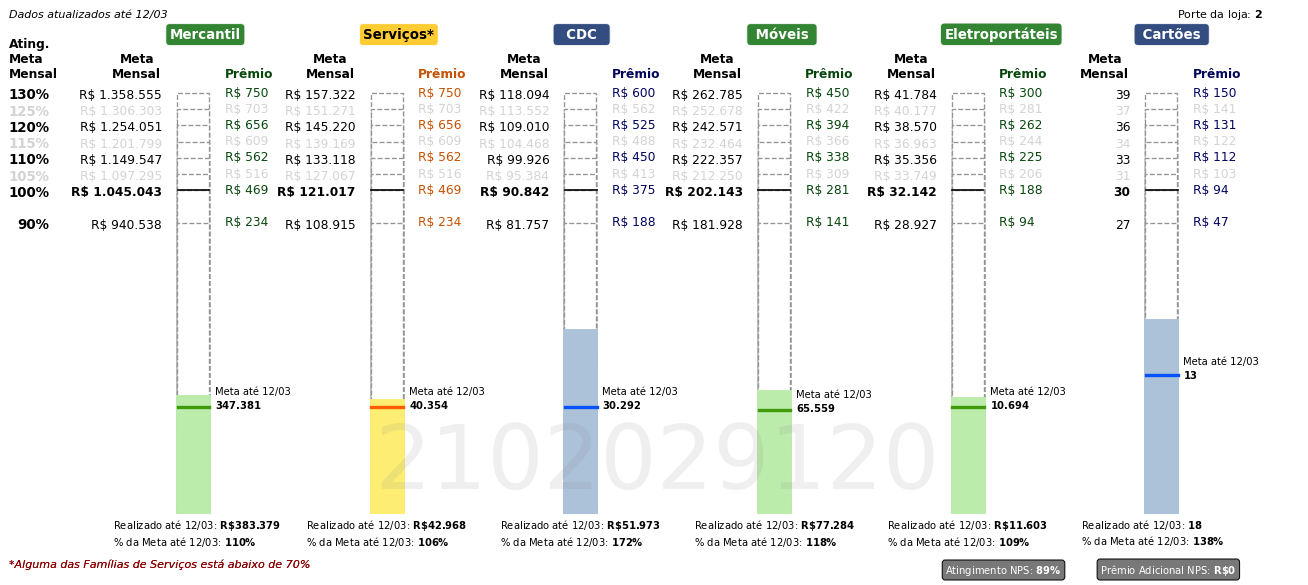 Dados atualizados até 12/03 Porte da loja: 2
Mercantil Serviços* CDC Móveis Eletroportáteis Cartões
Ating.
Meta Meta Meta Meta Meta Meta Meta
Mensal Mensal Prêmio Mensal Prêmio Mensal Prêmio Mensal Prêmio Mensal Prêmio Mensal Prêmio
130% R$ 1.358.555 R$ 750 R$ 157.322 R$ 750 R$ 118.094 R$ 600 R$ 262.785 R$ 450 R$ 41.784 R$ 300 39 R$ 150
125% R$ 1.306.303 R$ 703 R$ 151.271 R$ 703 R$ 113.552 R$ 562 R$ 252.678 R$ 422 R$ 40.177 R$ 281 37 R$ 141
120% R$ 1.254.051 R$ 656 R$ 145.220 R$ 656 R$ 109.010 R$ 525 R$ 242.571 R$ 394 R$ 38.570 R$ 262 36 R$ 131
115% R$ 1.201.799 R$ 609 R$ 139.169 R$ 609 R$ 104.468 R$ 488 R$ 232.464 R$ 366 R$ 36.963 R$ 244 34 R$ 122
110% R$ 1.149.547 R$ 562 R$ 133.118 R$ 562 R$ 99.926 R$ 450 R$ 222.357 R$ 338 R$ 35.356 R$ 225 33 R$ 112
105% R$ 1.097.295 R$ 516 R$ 127.067 R$ 516 R$ 95.384 R$ 413 R$ 212.250 R$ 309 R$ 33.749 R$ 206 31 R$ 103
100% R$ 1.045.043 R$ 469 R$ 121.017 R$ 469 R$ 90.842 R$ 375 R$ 202.143 R$ 281 R$ 32.142 R$ 188 30 R$ 94
90% R$ 940.538 R$ 234 R$ 108.915 R$ 234 R$ 81.757 R$ 188 R$ 181.928 R$ 141 R$ 28.927 R$ 94 27 R$ 47
Meta até 12/03 Meta até 12/03 Meta até 12/03 Meta até 12/03 Meta até 12/03 Meta até 12/03
347.381 40.354 30.292 65.559 10.694 13
2102029120
Realizado até 12/03: R$383.379 Realizado até 12/03: R$42.968 Realizado até 12/03: R$51.973 Realizado até 12/03: R$77.284 Realizado até 12/03: R$11.603 Realizado até 12/03: 18
% da Meta até 12/03: 110% % da Meta até 12/03: 106% % da Meta até 12/03: 172% % da Meta até 12/03: 118% % da Meta até 12/03: 109% % da Meta até 12/03: 138%
*Alguma das Famílias de Serviços está abaixo de 70% Atingimento NPS: 89% Prêmio Adicional NPS: R$0